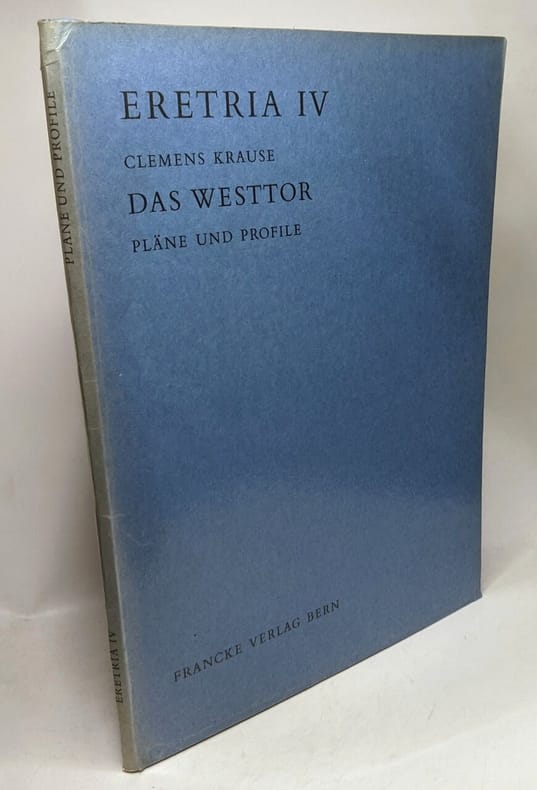 ERETRIA IV
CLEMENS KRAUSE
DAS WESTTOR
PLÄNE UND PROFILE
FRANCKE VERLAG BERN
PLÄNE UND PROFILE
ERETRIA IV